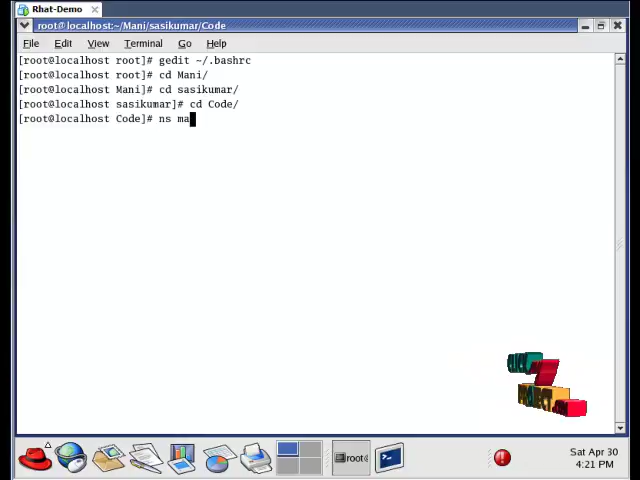 Rhat-Demo
root@localhost:~/Mani/sasikumar/Code
File Edit View Terminal Go Help
[root@localhost root]# gedit ~/.bashrc
[root@localhost root]# cd Mani/
[root@localhost Mani]# cd sasikumar/
[root@localhost sasikumar]# cd Code/
[root@localhost Code]# ns ma
root@
Sat Apr 30
4:21 PM